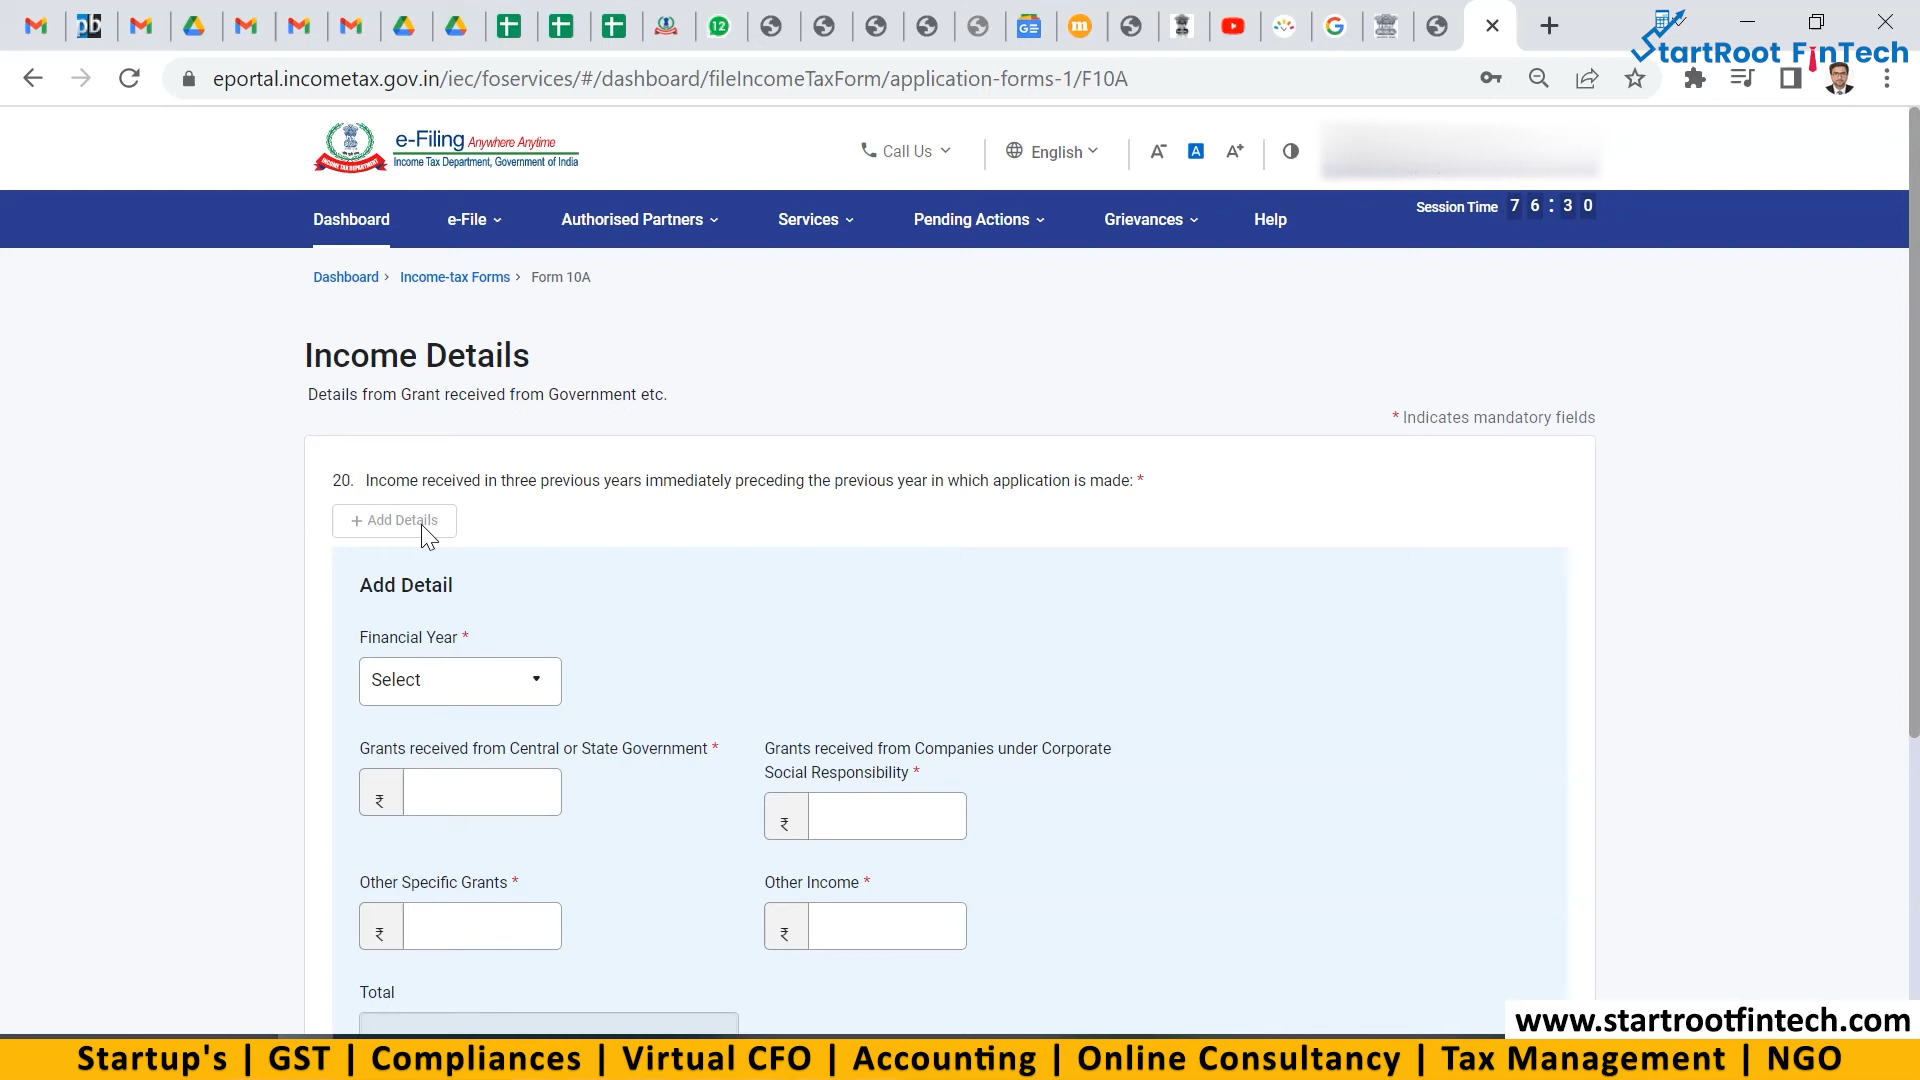 12
StartRoot FinTech
eportal.incometax.gov.in/iec/foservices/#/dashboard/fileIncomeTaxForm/application-forms-1/F10A
e-Filing Anywhere Anytime
Income Tax Department, Government of India
INCOME TAX DEPARTMENT
Call Us
English
A-
A
A+
Dashboard
e-File
Authorised Partners
Services
Pending Actions
Grievances
Help
Session Time 7 6 : 3 0
Dashboard > Income-tax Forms > Form 10A
Income Details
Details from Grant received from Government etc.
* Indicates mandatory fields
20. Income received in three previous years immediately preceding the previous year in which application is made: *
+ Add Details
Add Detail
Financial Year *
Select
Grants received from Central or State Government *
₹
Grants received from Companies under Corporate
Social Responsibility *
₹
Other Specific Grants *
₹
Other Income *
₹
Total
www.startrootfintech.com
Startup's | GST | Compliances | Virtual CFO | Accounting | Online Consultancy | Tax Management | NGO